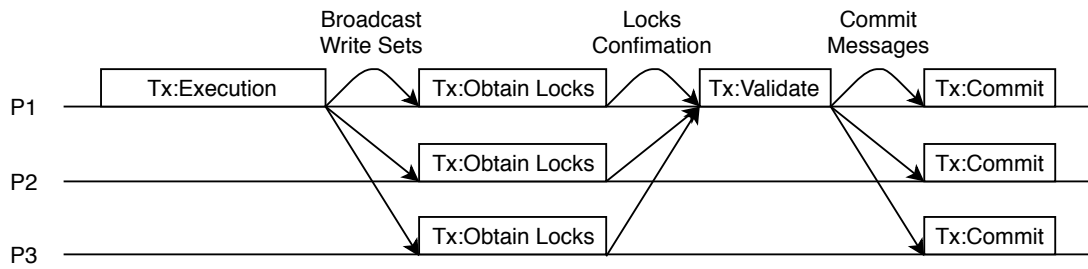 Broadcast
Write Sets
Locks
Confimation
Commit
Messages
P1
Tx:Execution
Tx:Obtain Locks
Tx:Validate
Tx:Commit
P2
Tx:Obtain Locks
Tx:Commit
P3
Tx:Obtain Locks
Tx:Commit